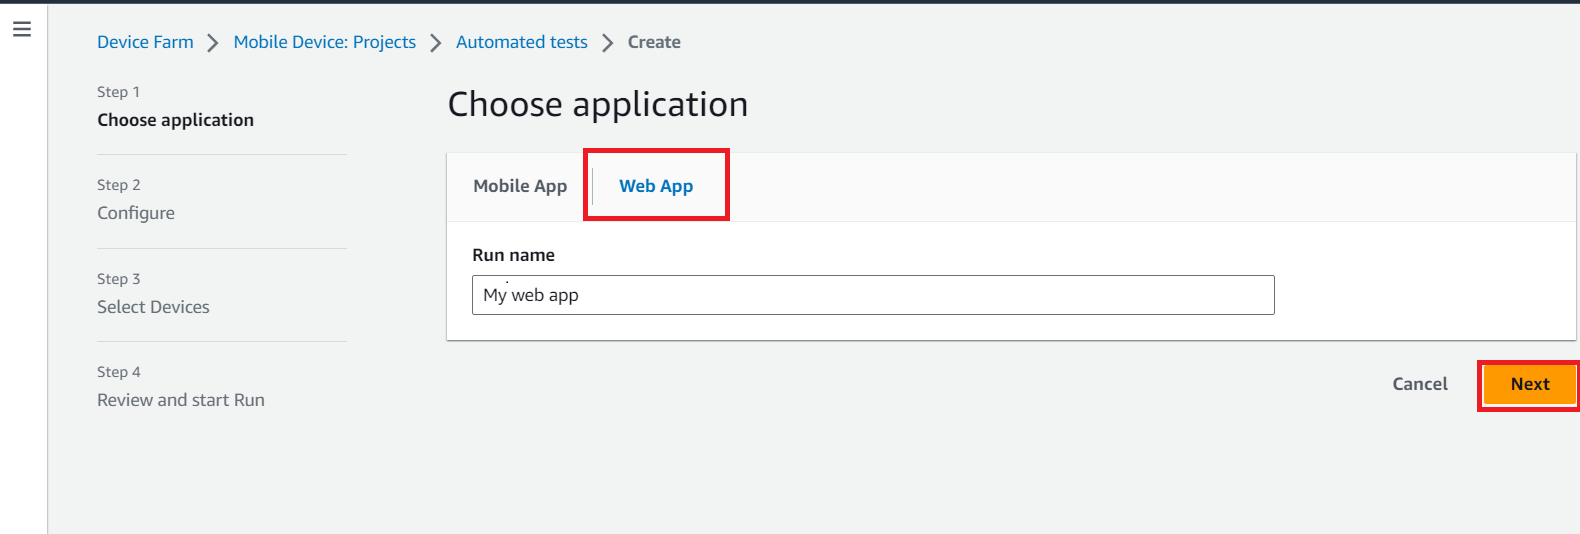 Device Farm > Mobile Device: Projects > Automated tests > Create
Step 1
Choose application
Step 2
Configure
Step 3
Select Devices
Step 4
Review and start Run
Choose application
Mobile App
Web App
Run name
My web app
Cancel
Next